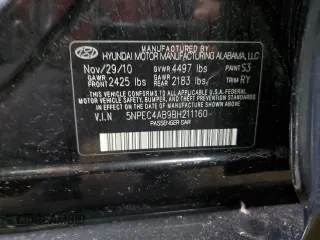 MANUFACTURED BY
HYUNDAI MOTOR MANUFACTURING ALABAMA, LLC
Nov/29/10 GVWR 4497 lbs PAINT S3
GAWR FRONT 2425 lbs GAWR REAR 2183 lbs TRIM RY
THIS VEHICLE CONFORMS TO ALL APPLICABLE U.S. FEDERAL MOTOR
VEHICLE SAFETY, BUMPER, AND THEFT PREVENTION STANDARDS
IN EFFECT ON THE DATE OF MANUFACTURE SHOWN ABOVE.
V.I.N 5NPEC4AB9BH211160
PASSENGER CAR